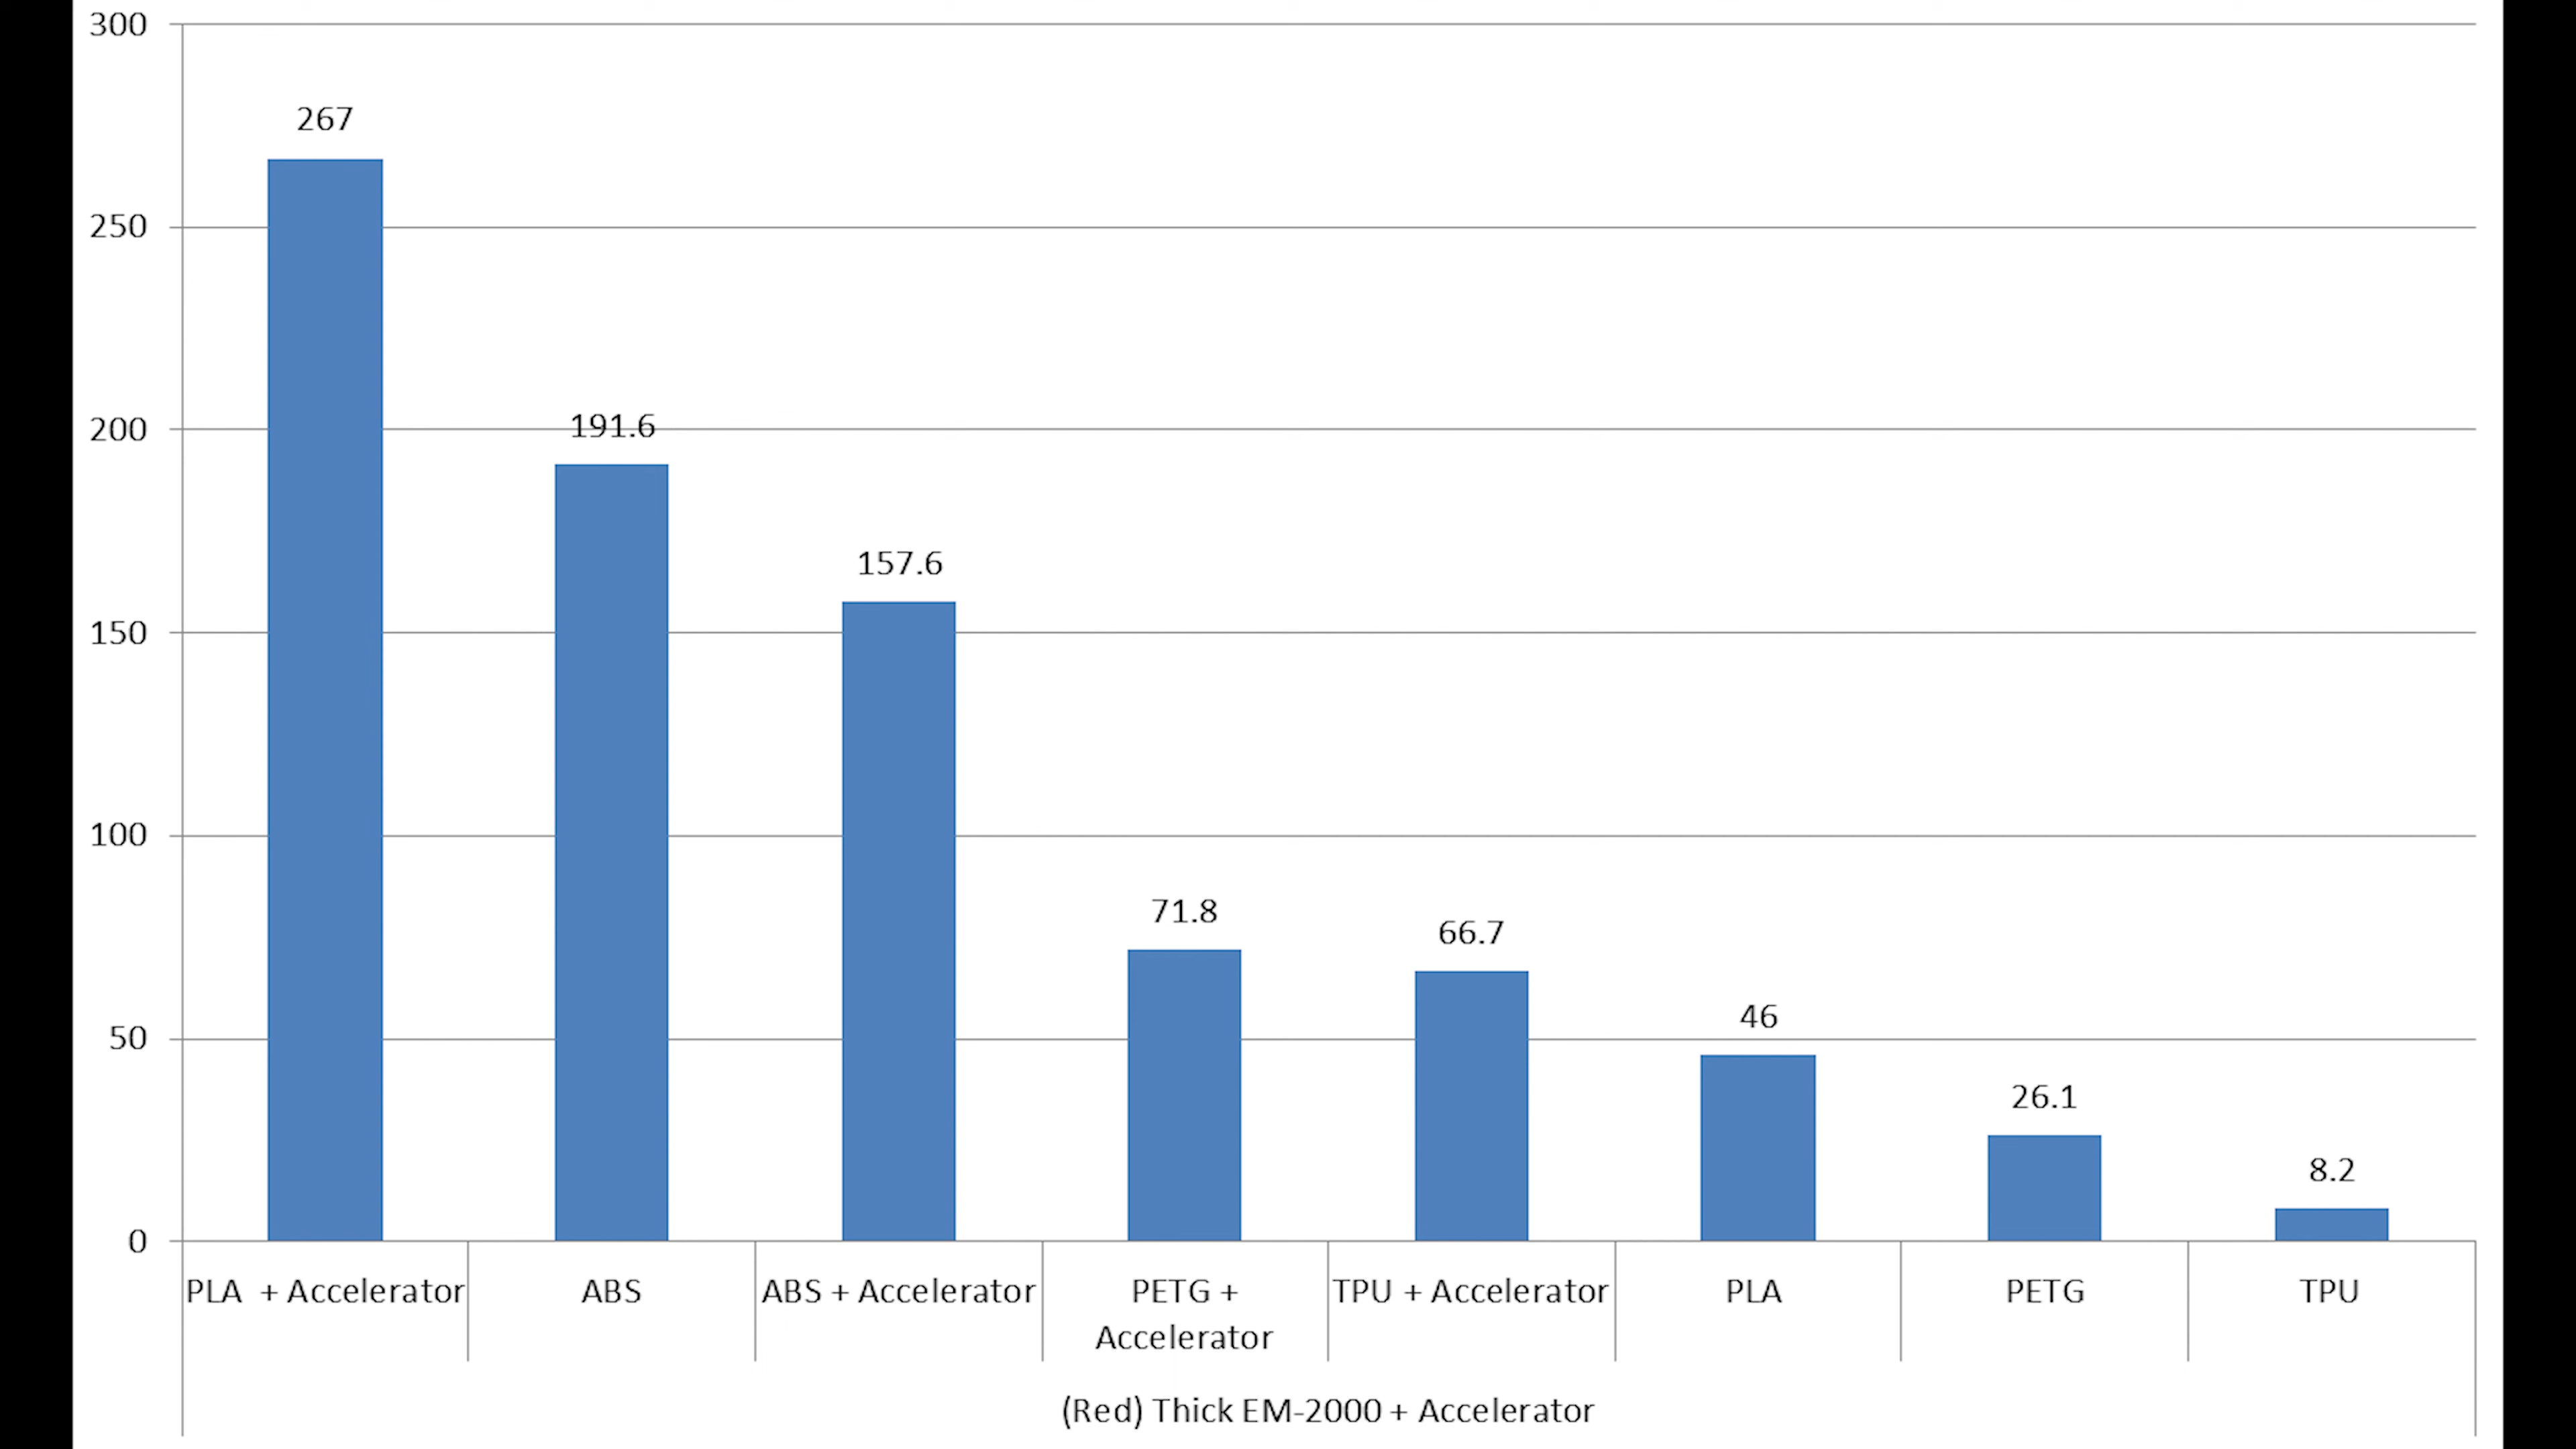 300
267
250
200
191.6
157.6
150
100
71.8
66.7
50
46
26.1
8.2
0
PLA + Accelerator
ABS
ABS + Accelerator
PETG +
Accelerator
TPU + Accelerator
PLA
PETG
TPU
(Red) Thick EM-2000 + Accelerator